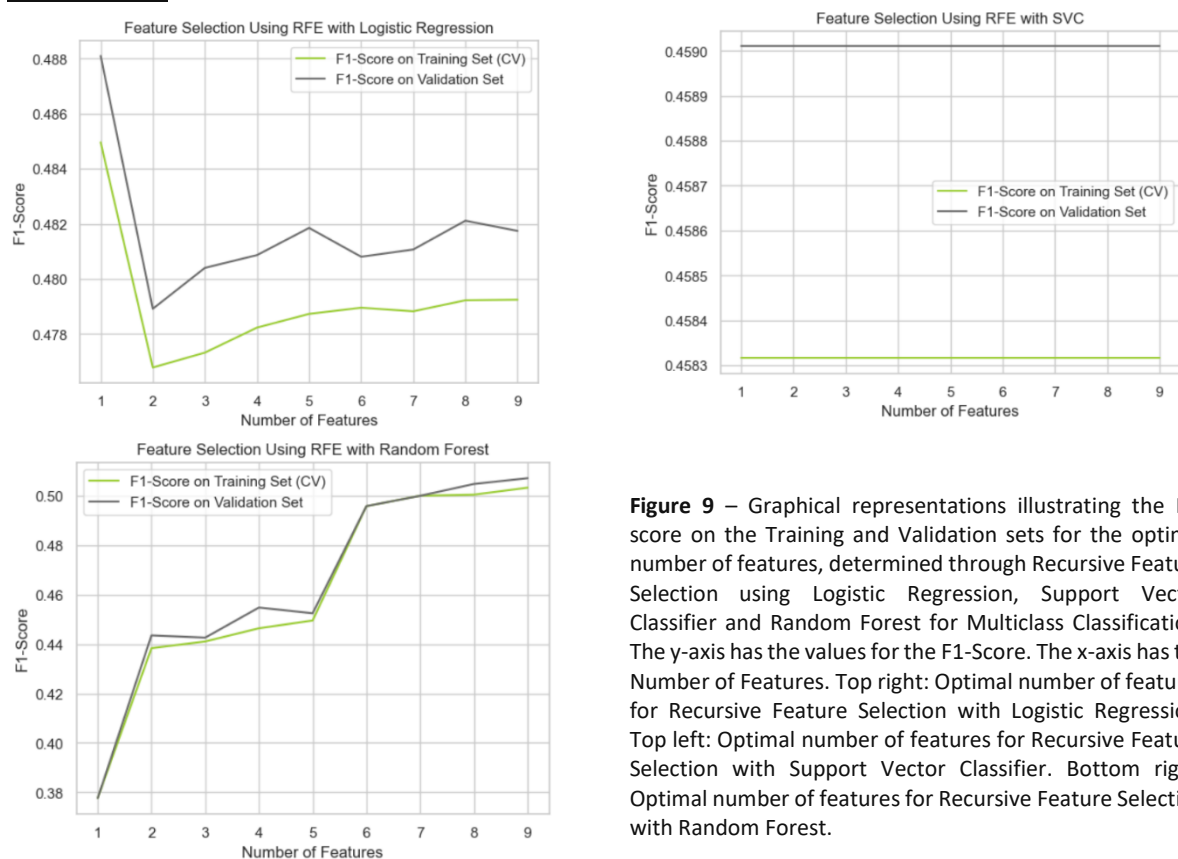 Feature Selection Using RFE with Logistic Regression
F1-Score on Training Set (CV)
F1-Score on Validation Set
0.488
0.486
0.484
0.482
0.480
0.478
F1-Score
1 2 3 4 5 6 7 8 9
Number of Features
Feature Selection Using RFE with SVC
0.4590
0.4589
0.4588
0.4587
0.4586
0.4585
0.4584
0.4583
F1-Score
F1-Score on Training Set (CV)
F1-Score on Validation Set
1 2 3 4 5 6 7 8 9
Number of Features
Feature Selection Using RFE with Random Forest
F1-Score on Training Set (CV)
F1-Score on Validation Set
0.50
0.48
0.46
0.44
0.42
0.40
0.38
F1-Score
1 2 3 4 5 6 7 8 9
Number of Features
Figure 9 – Graphical representations illustrating the
score on the Training and Validation sets for the optim
number of features, determined through Recursive Featu
Selection using Logistic Regression, Support Vect
Classifier and Random Forest for Multiclass Classificatio
The y-axis has the values for the F1-Score. The x-axis has t
Number of Features. Top right: Optimal number of featu
for Recursive Feature Selection with Logistic Regressio
Top left: Optimal number of features for Recursive Featu
Selection with Support Vector Classifier. Bottom rig
Optimal number of features for Recursive Feature Selecti
with Random Forest.